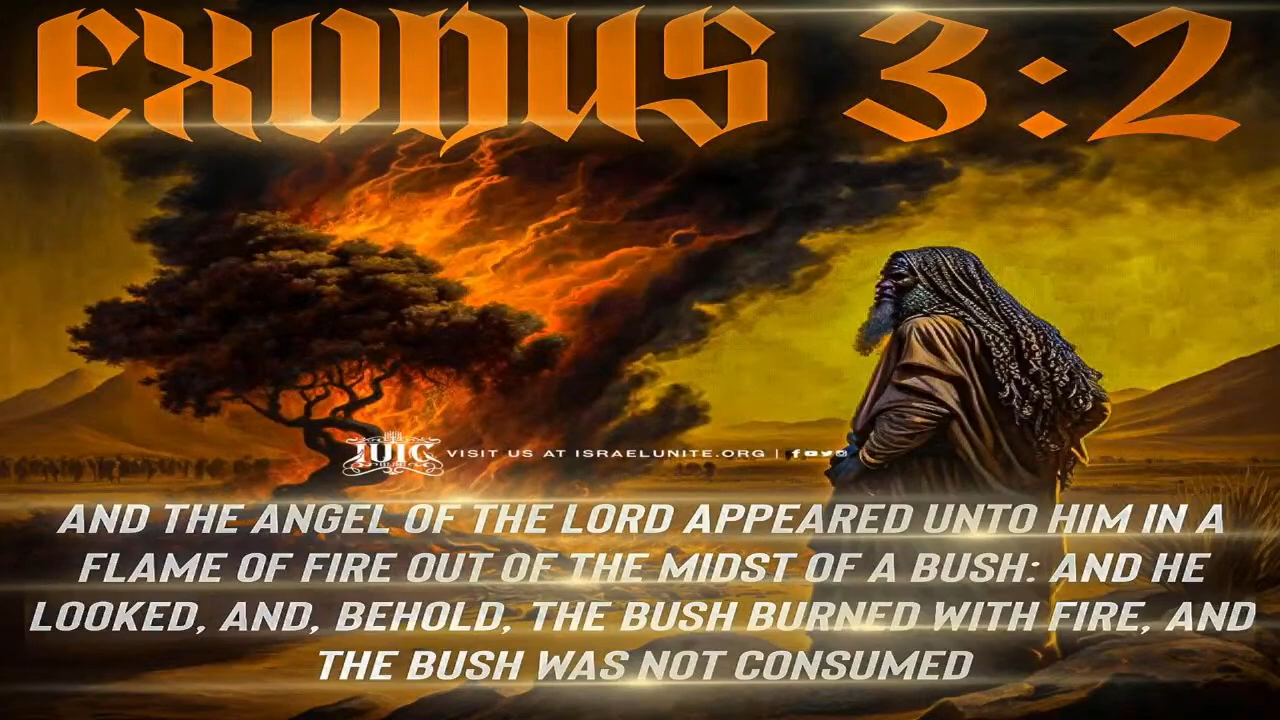 EXODUS 3:2
IUIC VISIT US AT ISRAELUNITE.ORG |
AND THE ANGEL OF THE LORD APPEARED UNTO HIM IN A
FLAME OF FIRE OUT OF THE MIDST OF A BUSH: AND HE
LOOKED, AND, BEHOLD, THE BUSH BURNED WITH FIRE, AND
THE BUSH WAS NOT CONSUMED